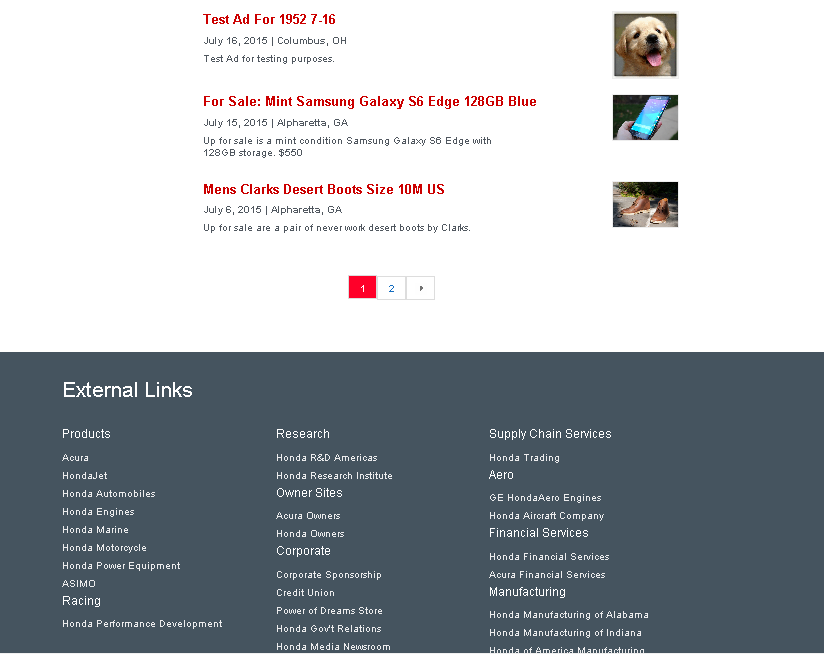 Test Ad For 1952 7-16
July 16, 2015 | Columbus, OH
Test Ad for testing purposes.
For Sale: Mint Samsung Galaxy S6 Edge 128GB Blue
July 15, 2015 | Alpharetta, GA
Up for sale is a mint condition Samsung Galaxy S6 Edge with
128GB storage. $550
Mens Clarks Desert Boots Size 10M US
July 6, 2015 | Alpharetta, GA
Up for sale are a pair of never work desert boots by Clarks.
1 2
External Links
Products
Acura
HondaJet
Honda Automobiles
Honda Engines
Honda Marine
Honda Motorcycle
Honda Power Equipment
ASIMO
Racing
Honda Performance Development
Research
Honda R&D Americas
Honda Research Institute
Owner Sites
Acura Owners
Honda Owners
Corporate
Corporate Sponsorship
Credit Union
Power of Dreams Store
Honda Gov't Relations
Honda Media Newsroom
Supply Chain Services
Honda Trading
Aero
GE HondaAero Engines
Honda Aircraft Company
Financial Services
Honda Financial Services
Acura Financial Services
Manufacturing
Honda Manufacturing of Alabama
Honda Manufacturing of Indiana
Honda of America Manufacturing